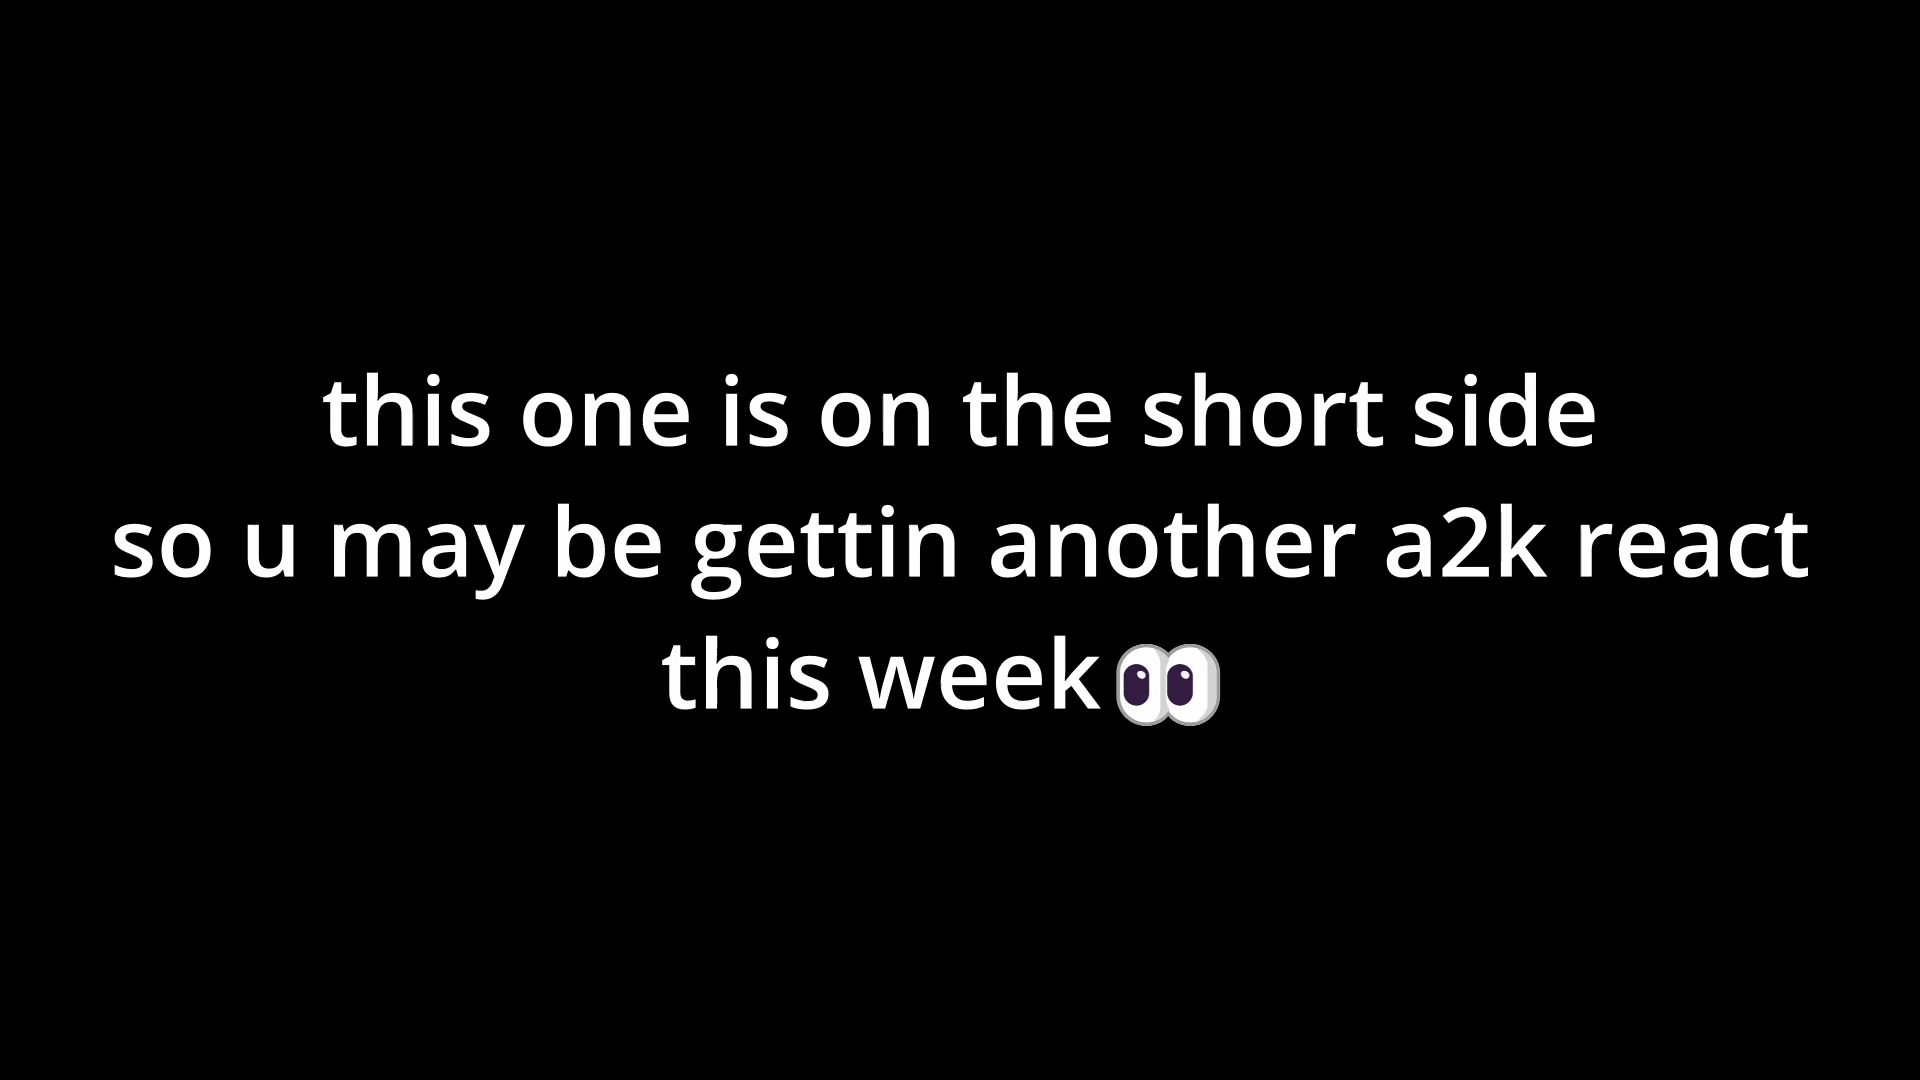 this one is on the short side
so u may be gettin another a2k react
this week👀